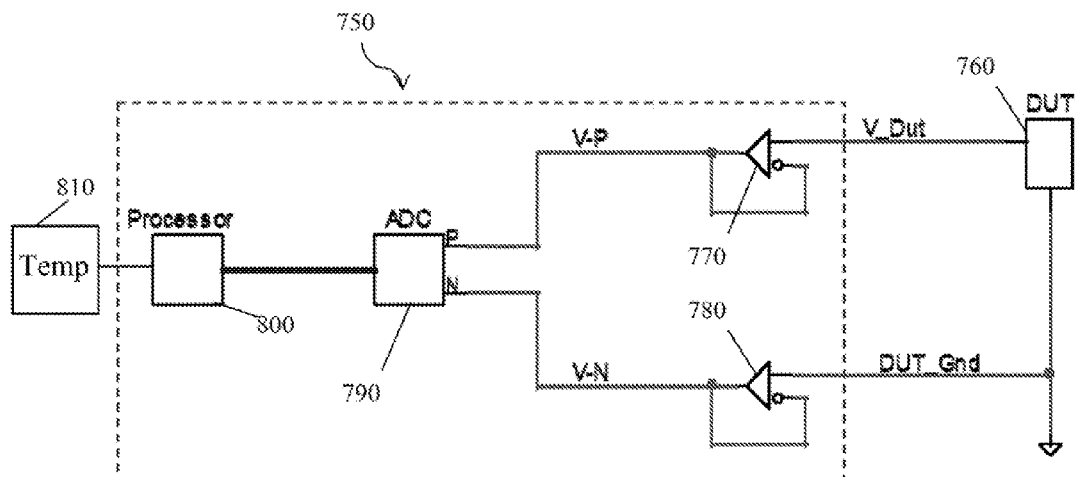 750
760
DUT
V_Dut
V-P
770
810
Processor
ADC
P
Temp
N
800
780
790
V-N
DUT_Gnd